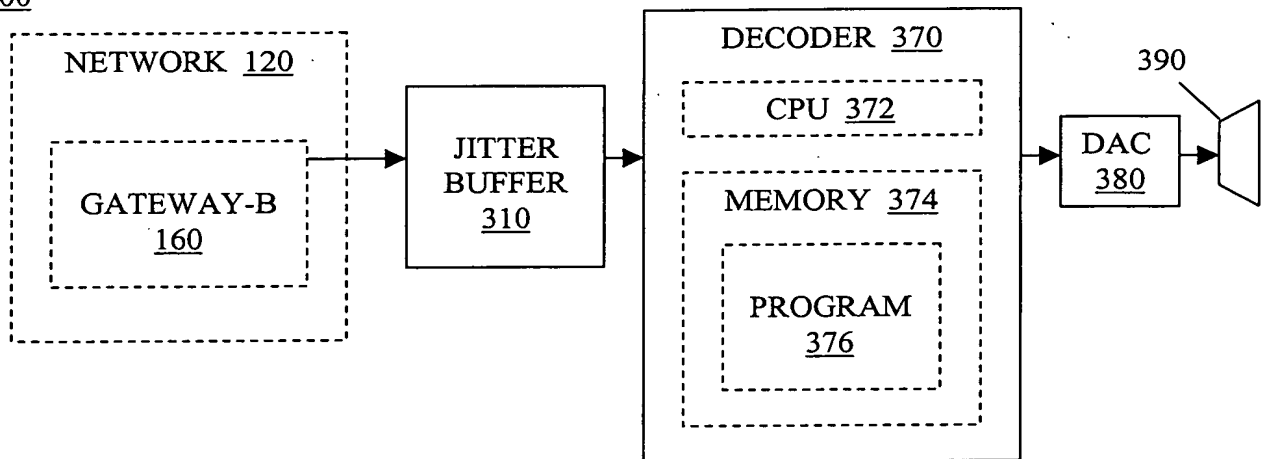 NETWORK 120
GATEWAY-B
160
JITTER
BUFFER
310
DECODER 370
CPU 372
MEMORY 374
PROGRAM
376
DAC
380
390